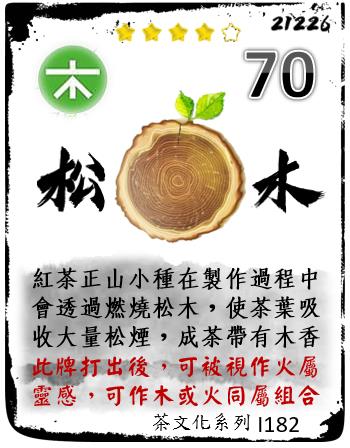 21226
木
70
松 木
紅茶正山小種在製作過程中
會透過燃燒松木，使茶葉吸
收大量松煙，成茶帶有木香
此牌打出後，可被視作火屬
靈感，可作木或火同屬組合
茶文化系列 I182